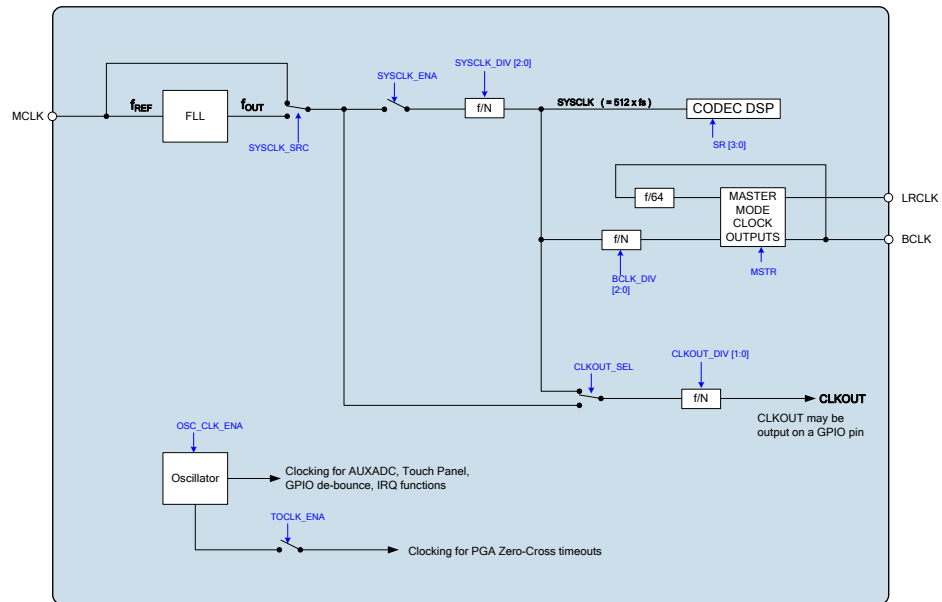 SYSCLK_DIV [2:0]
SYSCLK_ENA
MCLK
fREF
FLL
fOUT
SYSCLK_SRC
f/N
SYSCLK ( = 512 x fs )
CODEC DSP
SR [3:0]
f/64
MASTER
MODE
CLOCK
OUTPUTS
LRCLK
BCLK
f/N
BCLK_DIV
[2:0]
MSTR
CLKOUT_SEL
CLKOUT_DIV [1:0]
f/N
CLKOUT
CLKOUT may be
output on a GPIO pin
OSC_CLK_ENA
Oscillator
Clocking for AUXADC, Touch Panel,
GPIO de-bounce, IRQ functions
TOCLK_ENA
Clocking for PGA Zero-Cross timeouts